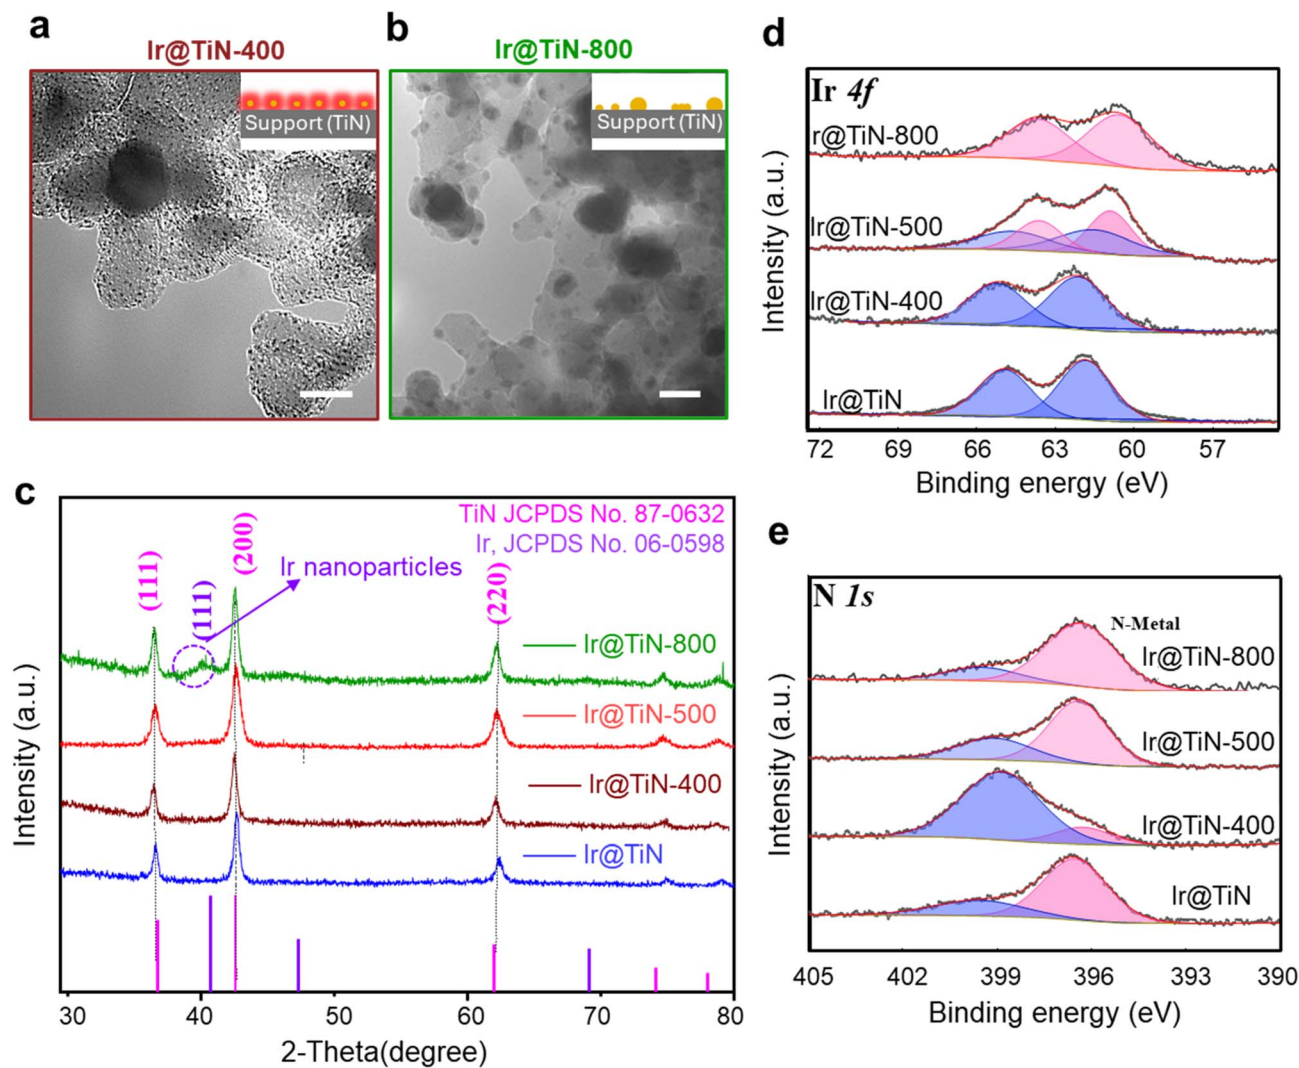 a
Ir@TiN-400
Support (TiN)
b
Ir@TiN-800
Support (TiN)
c
TiN JCPDS No. 87-0632
Ir, JCPDS No. 06-0598
(111)
(111)
(200)
(220)
Ir nanoparticles
Ir@TiN-800
Ir@TiN-500
Ir@TiN-400
Ir@TiN
Intensity (a.u.)
30 40 50 60 70 80
2-Theta(degree)
d
Ir 4f
r@TiN-800
Ir@TiN-500
Ir@TiN-400
Ir@TiN
Intensity (a.u.)
72 69 66 63 60 57
Binding energy (eV)
e
N 1s
N-Metal
Ir@TiN-800
Ir@TiN-500
Ir@TiN-400
Ir@TiN
Intensity (a.u.)
405 402 399 396 393 390
Binding energy (eV)